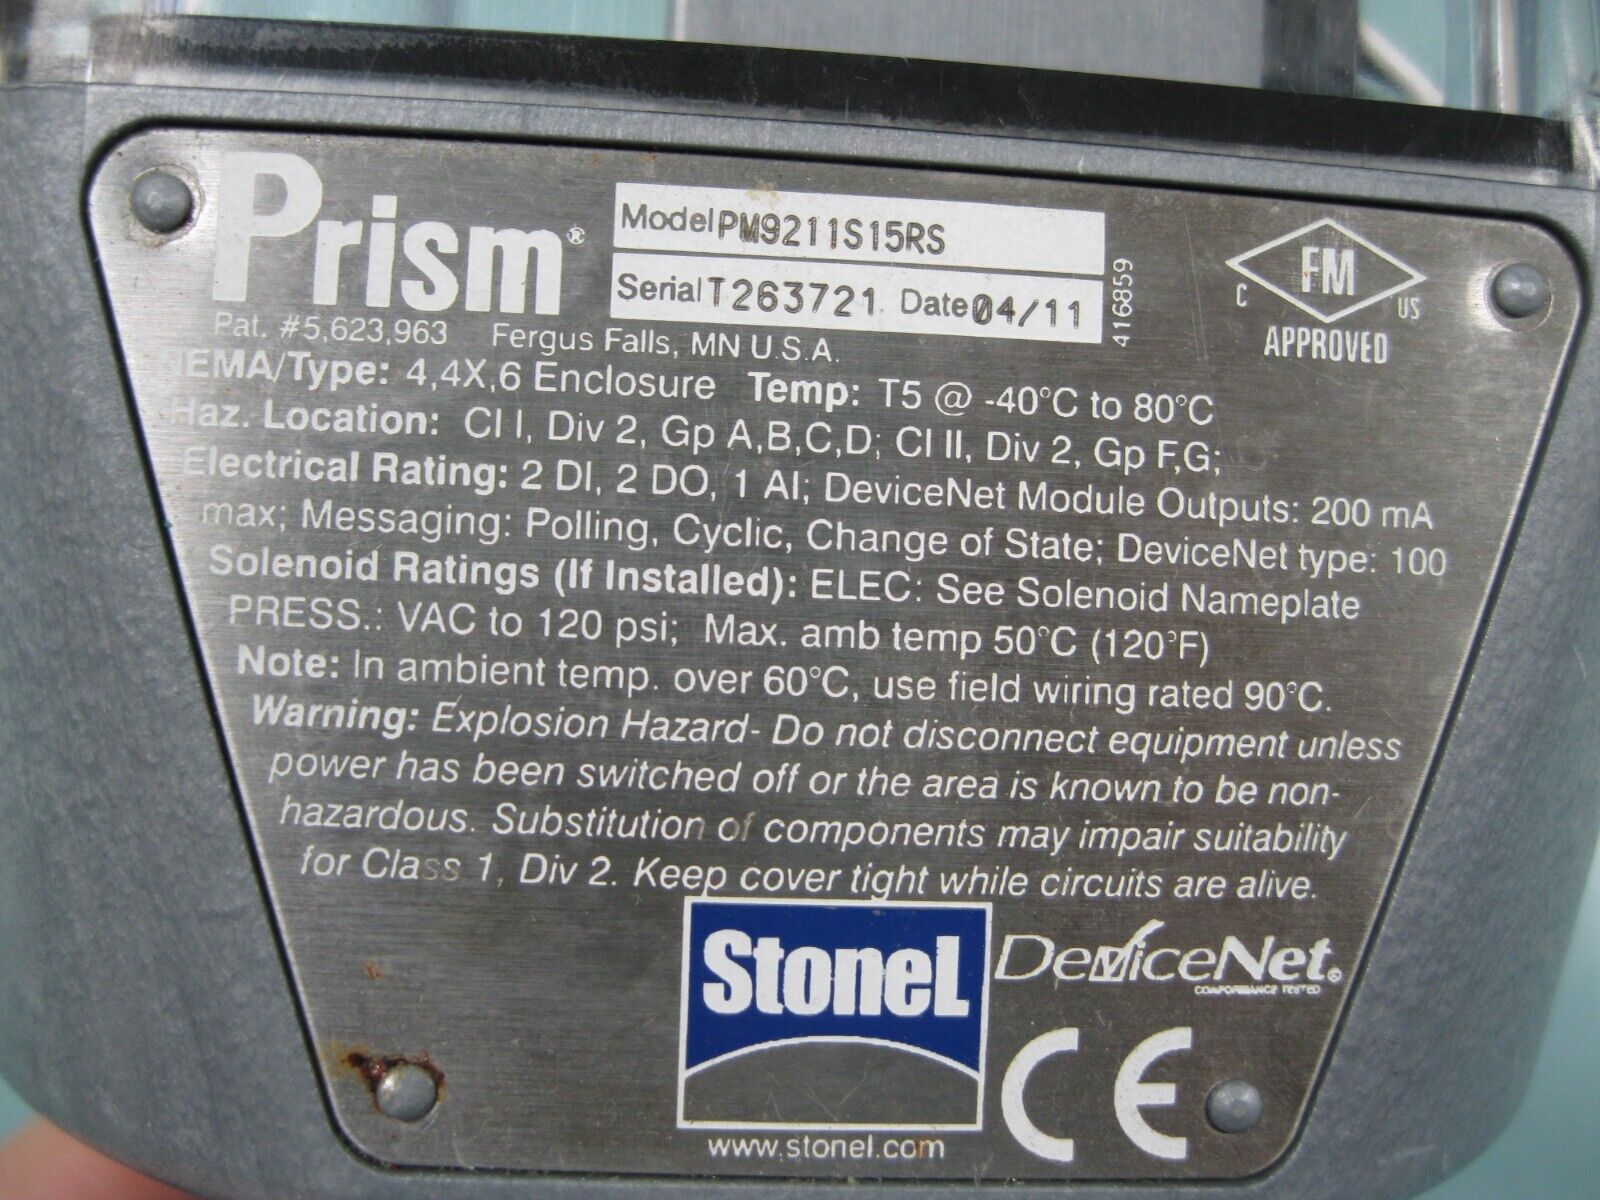 Prism®
Model PM9211S15RS
Serial T263721 Date 04/11
416859
FM
C US
APPROVED
Pat. #5,623,963 Fergus Falls, MN U.S.A.
NEMA/Type: 4,4X,6 Enclosure Temp: T5 @ -40°C to 80°C
Haz. Location: Cl I, Div 2, Gp A,B,C,D; Cl II, Div 2, Gp F,G;
Electrical Rating: 2 DI, 2 DO, 1 AI; DeviceNet Module Outputs: 200 mA
max; Messaging: Polling, Cyclic, Change of State; DeviceNet type: 100
Solenoid Ratings (If Installed): ELEC: See Solenoid Nameplate
PRESS.: VAC to 120 psi; Max. amb temp 50°C (120°F)
Note: In ambient temp. over 60°C, use field wiring rated 90°C.
Warning: Explosion Hazard- Do not disconnect equipment unless
power has been switched off or the area is known to be non-
hazardous. Substitution of components may impair suitability
for Class 1, Div 2. Keep cover tight while circuits are alive.
StoneL
DeviceNet®
CONFORMANCE TESTED
CE
www.stonel.com